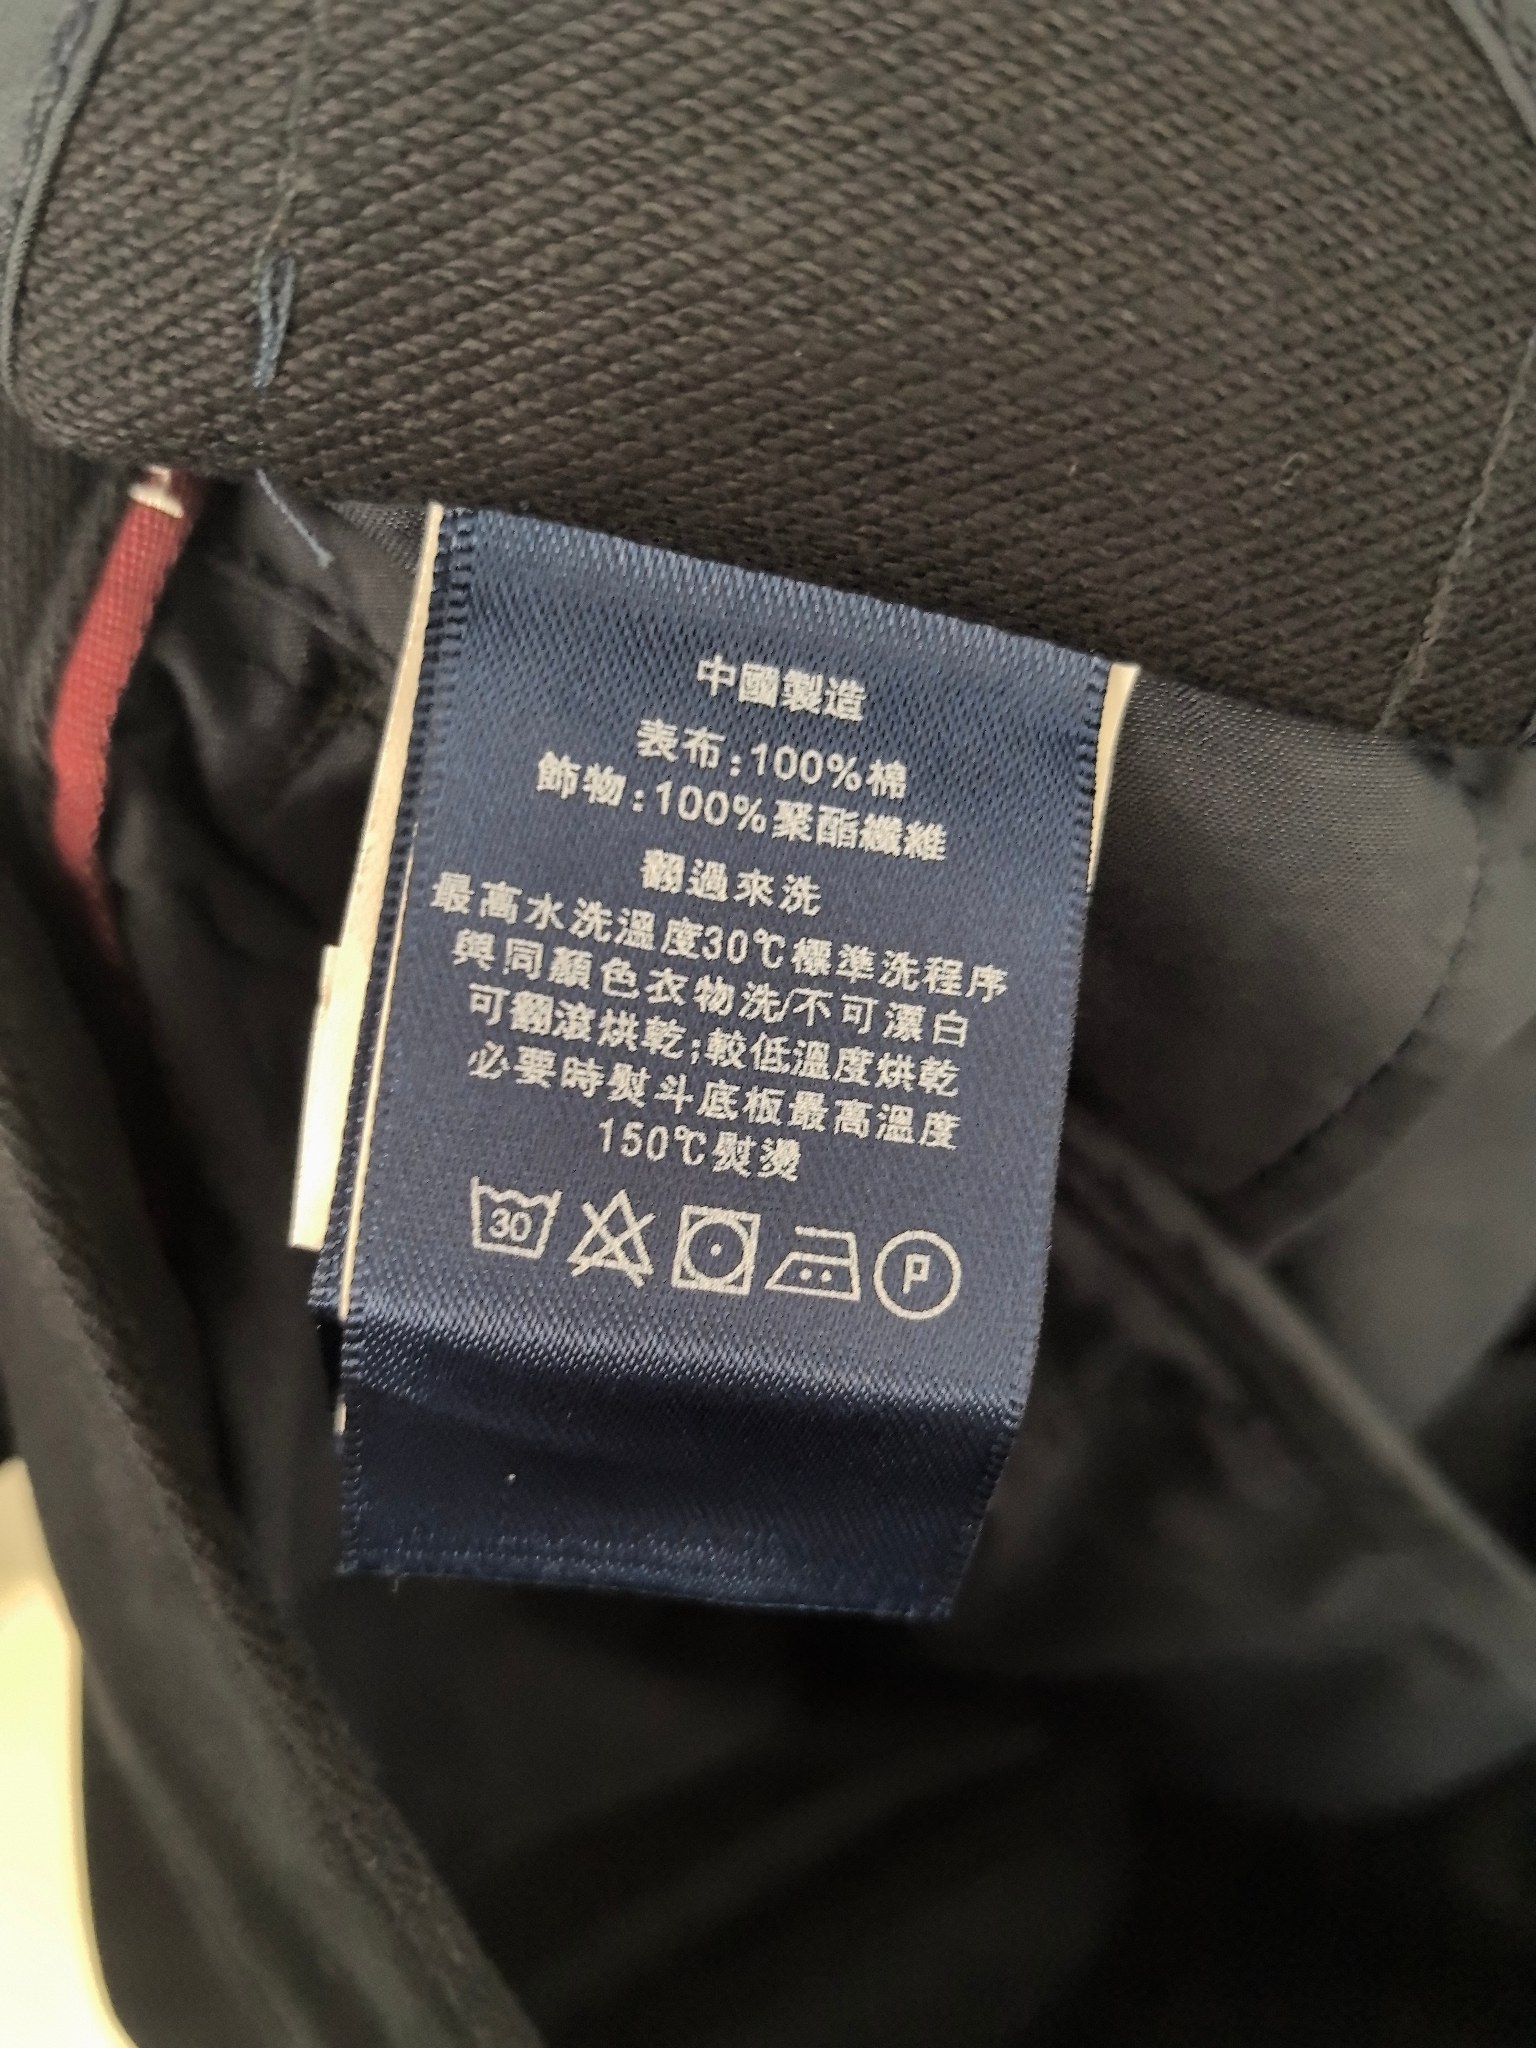 中國製造
表布:100%棉
飾物:100%聚酯纖維
翻過來洗
最高水洗溫度30℃標準洗程序
與同顏色衣物洗/不可漂白
可翻滾烘乾;較低溫度烘乾
必要時熨斗底板最高溫度
150℃熨燙
30
P